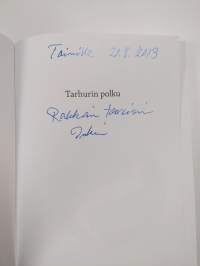 Taimille 21.8.2019
Tarhurin polku
Rakkain terveisin